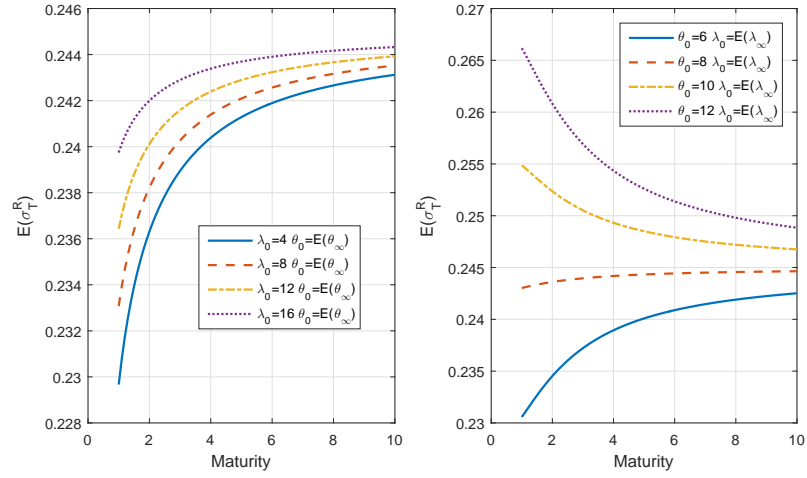 0.246
0.244
0.242
0.24
0.238
0.236
0.234
0.232
0.23
0.228
E(σ_T^R)
λ_0=4 θ_0=E(θ_∞)
λ_0=8 θ_0=E(θ_∞)
λ_0=12 θ_0=E(θ_∞)
λ_0=16 θ_0=E(θ_∞)
0 2 4 6 8 10
Maturity
0.27
0.265
0.26
0.255
0.25
0.245
0.24
0.235
0.23
E(σ_T^R)
θ_0=6 λ_0=E(λ_∞)
θ_0=8 λ_0=E(λ_∞)
θ_0=10 λ_0=E(λ_∞)
θ_0=12 λ_0=E(λ_∞)
0 2 4 6 8 10
Maturity